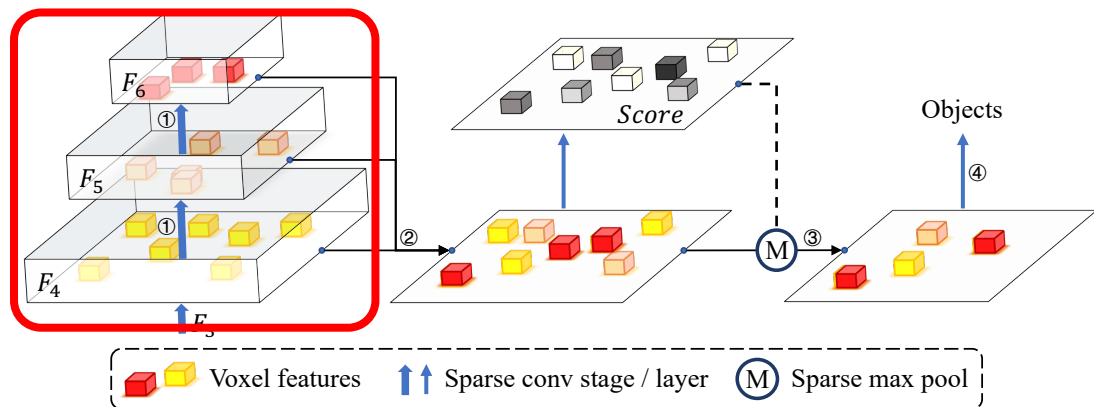 F₆
①
F₅
①
F₄
F₃
②
Score
M
③
Objects
④
Voxel features
Sparse conv stage / layer
M
Sparse max pool